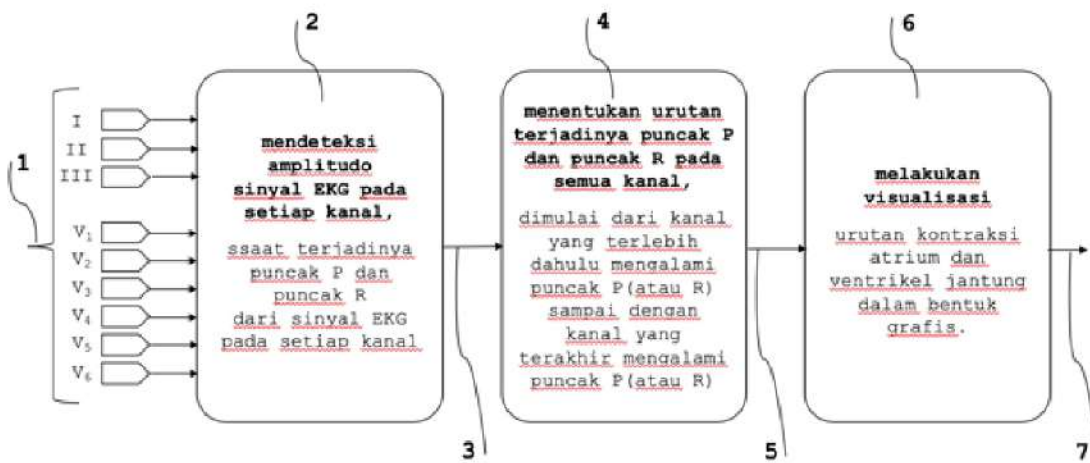 2
4
6
1
I
II
III
V₁
V₂
V₃
V₄
V₅
V₆
mendeteksi
amplitudo
sinyal EKG pada
setiap kanal,
ssaat terjadinya
puncak P dan
puncak R
dari sinyal EKG
pada setiap kanal
menentukan urutan
terjadinya puncak P
dan puncak R pada
semua kanal,
dimulai dari kanal
yang terlebih
dahulu mengalami
puncak P(atau R)
sampai dengan
kanal yang
terakhir mengalami
puncak P(atau R)
melakukan
visualisasi
urutan kontraksi
atrium dan
ventrikel jantung
dalam bentuk
grafis.
3
5
7